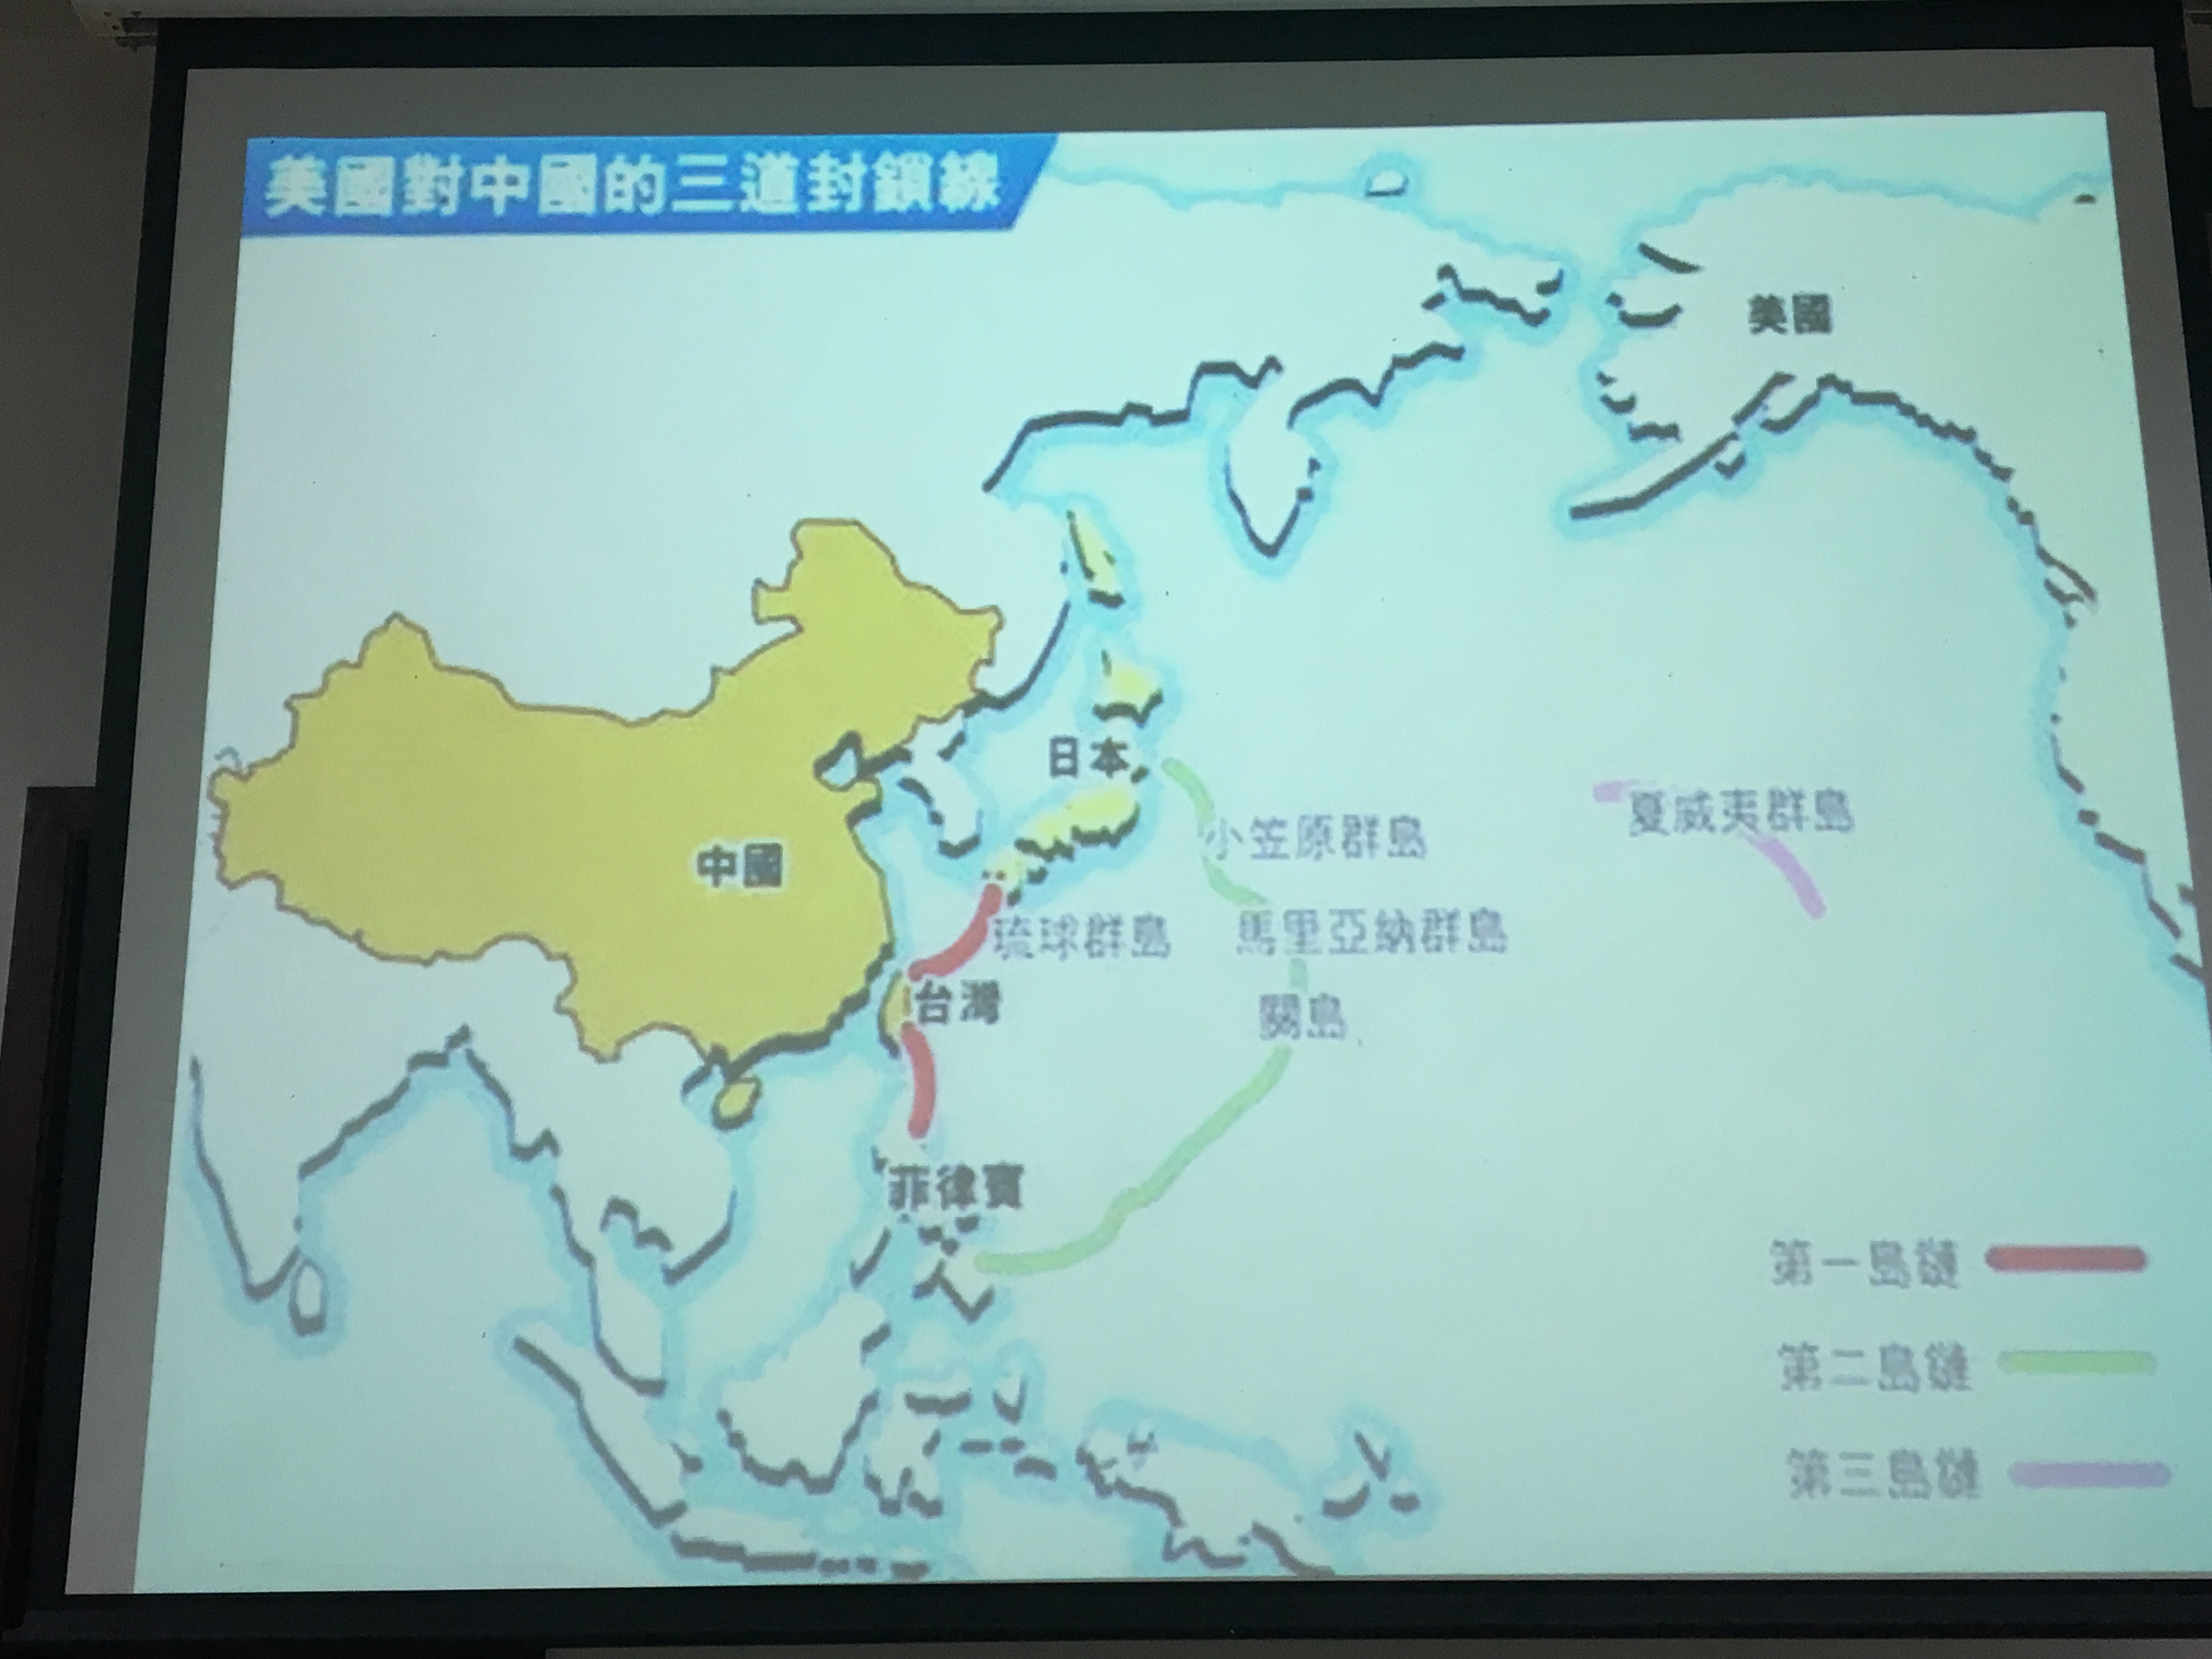 美國對中國的三道封鎖線
美國
日本
夏威夷群島
小笠原群島
中國
琉球群島
馬里亞納群島
台灣
關島
菲律賓
第一島鏈
第二島鏈
第三島鏈